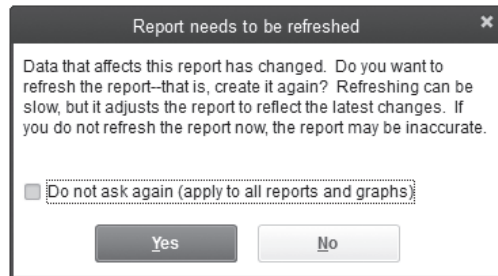 Report needs to be refreshed
Data that affects this report has changed.  Do you want to
refresh the report--that is, create it again?  Refreshing can be
slow, but it adjusts the report to reflect the latest changes.  If
you do not refresh the report now, the report may be inaccurate.
Do not ask again (apply to all reports and graphs)
Yes
No